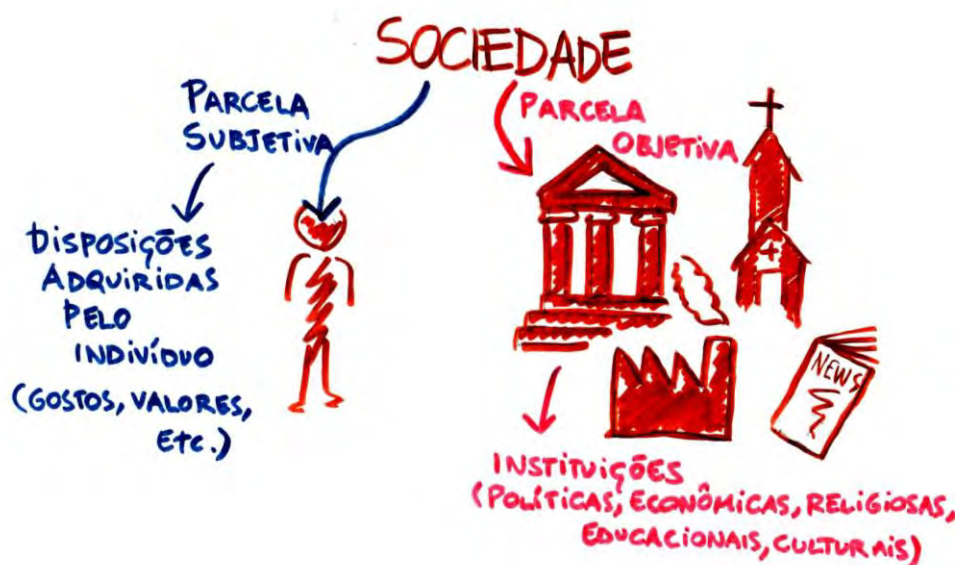 SOCIEDADE
PARCELA
SUBJETIVA
DISPOSIÇÕES
ADQUIRIDAS
PELO
INDIVÍDUO
(GOSTOS, VALORES,
ETC.)
PARCELA
OBJETIVA
NEWS
INSTITUIÇÕES
(POLÍTICAS, ECONÔMICAS, RELIGIOSAS,
EDUCACIONAIS, CULTURAIS)